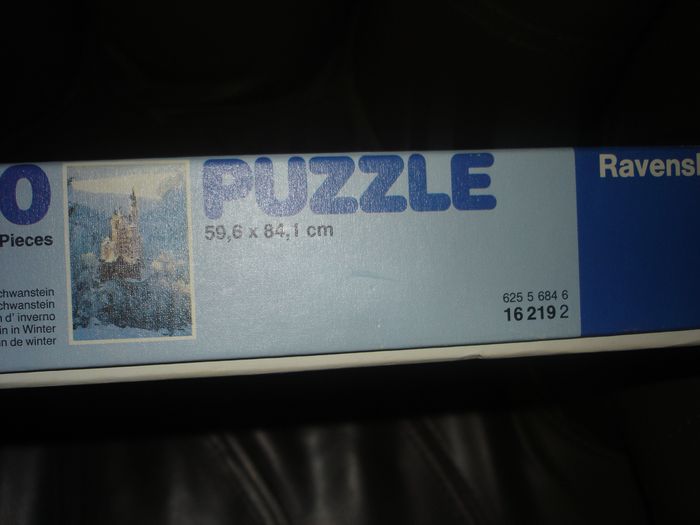 0
Pieces
chwanstein
chwanstein
d' inverno
in in Winter
n de winter
PUZZLE
59,6 x 84,1 cm
625 5 684 6
16 219 2
Ravens